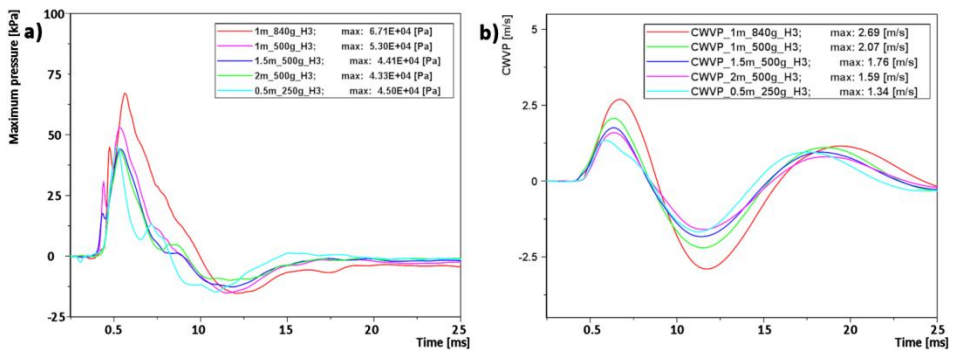 a)
Maximum pressure [kPa]
100
75
50
25
0
-25
1m_840g_H3; max: 6.71E+04 [Pa]
1m_500g_H3; max: 5.30E+04 [Pa]
1.5m_500g_H3; max: 4.41E+04 [Pa]
2m_500g_H3; max: 4.33E+04 [Pa]
0.5m_250g_H3; max: 4.50E+04 [Pa]
0.5 10 15 20 25
Time [ms]
b)
CWVP [m/s]
5
2.5
0
-2.5
CWVP_1m_840g_H3; max: 2.69 [m/s]
CWVP_1m_500g_H3; max: 2.07 [m/s]
CWVP_1.5m_500g_H3; max: 1.76 [m/s]
CWVP_2m_500g_H3; max: 1.59 [m/s]
CWVP_0.5m_250g_H3; max: 1.34 [m/s]
0.5 10 15 20 25
Time [ms]